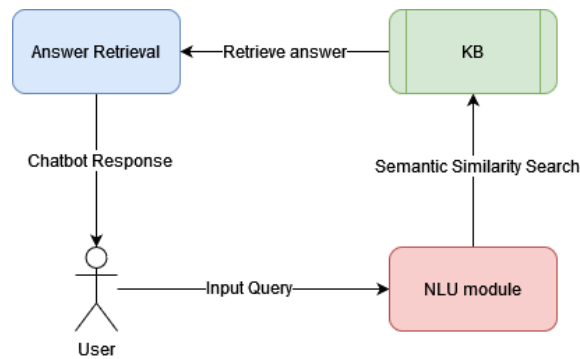 Answer Retrieval
Retrieve answer
KB
Chatbot Response
Semantic Similarity Search
Input Query
NLU module
User